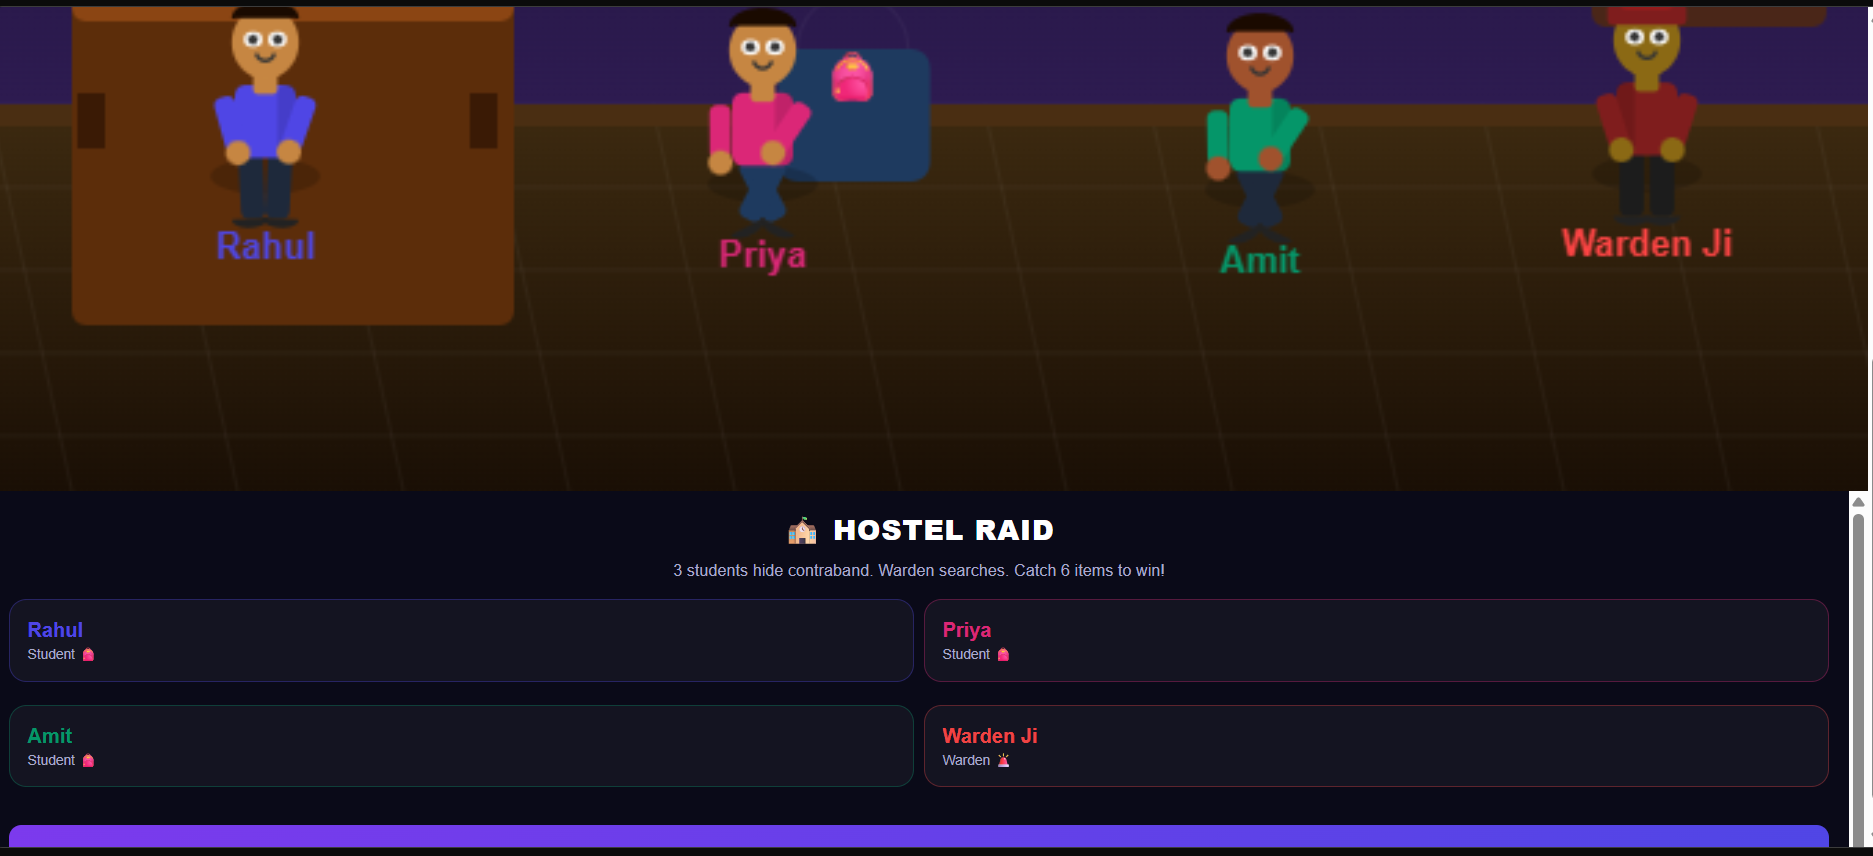 Rahul
Priya
Amit
Warden Ji
HOSTEL RAID
3 students hide contraband. Warden searches. Catch 6 items to win!
Rahul
Student
Priya
Student
Amit
Student
Warden Ji
Warden